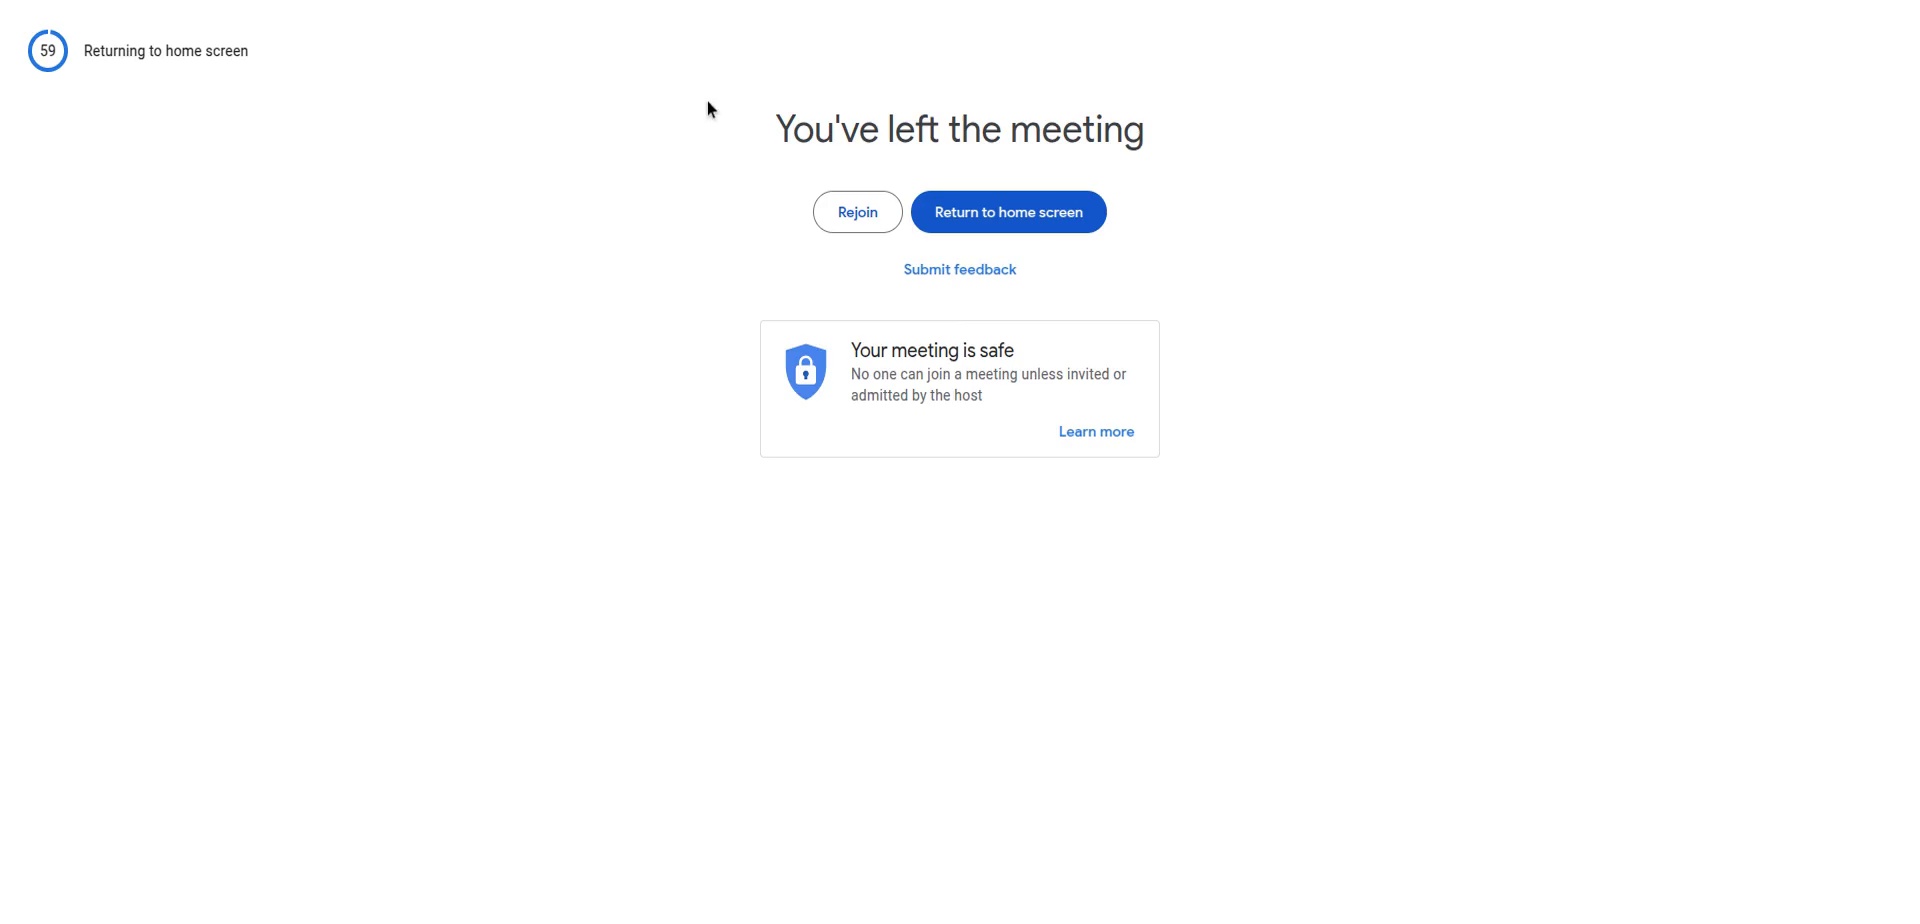 59
Returning to home screen
You've left the meeting
Rejoin
Return to home screen
Submit feedback
Your meeting is safe
No one can join a meeting unless invited or
admitted by the host
Learn more